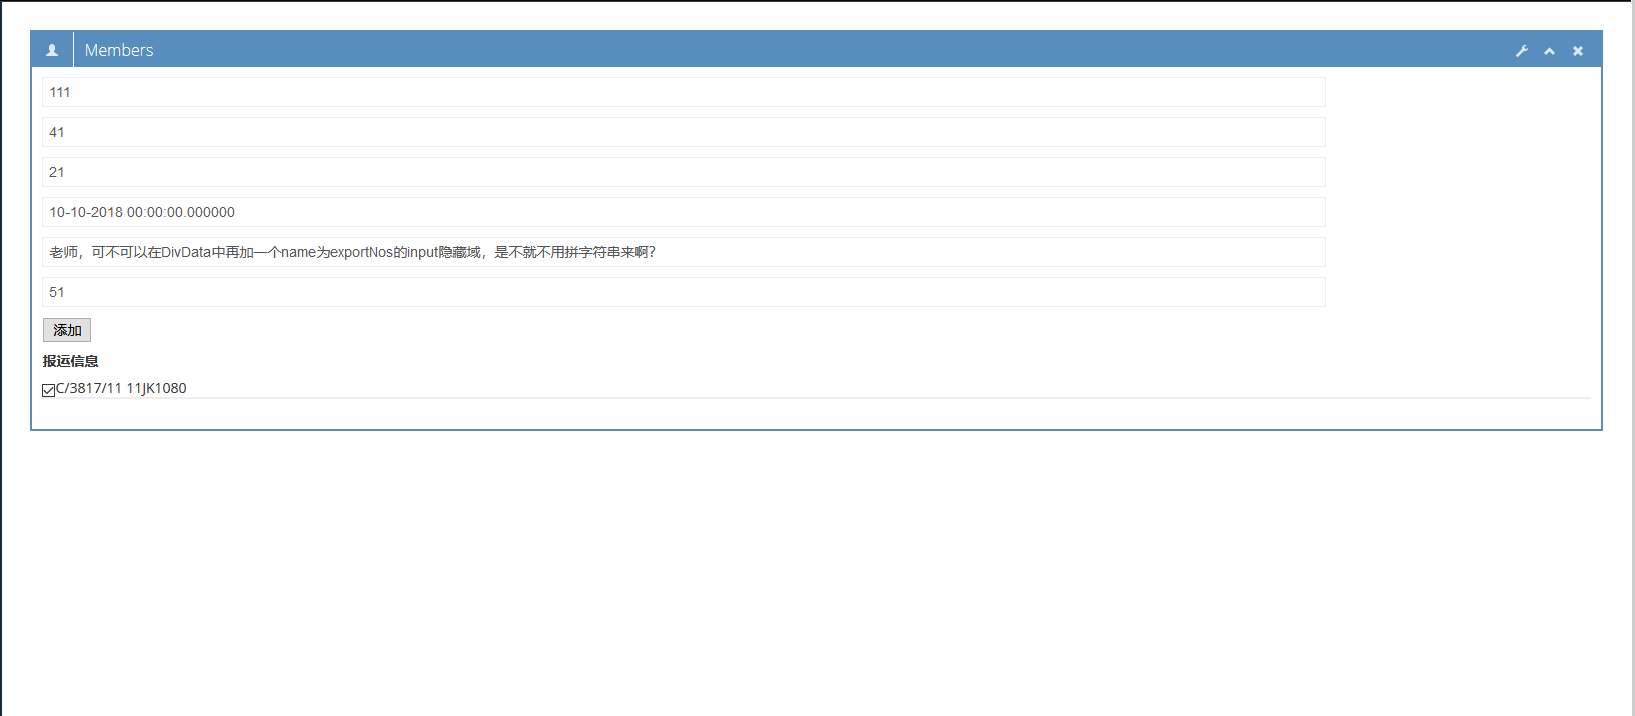 Members
111
41
21
10-10-2018 00:00:00.000000
老师，可不可以在DivData中再加一个name为exportNos的input隐藏域，是不就不用拼字符串来啊？
51
添加
报运信息
C/3817/11 11JK1080